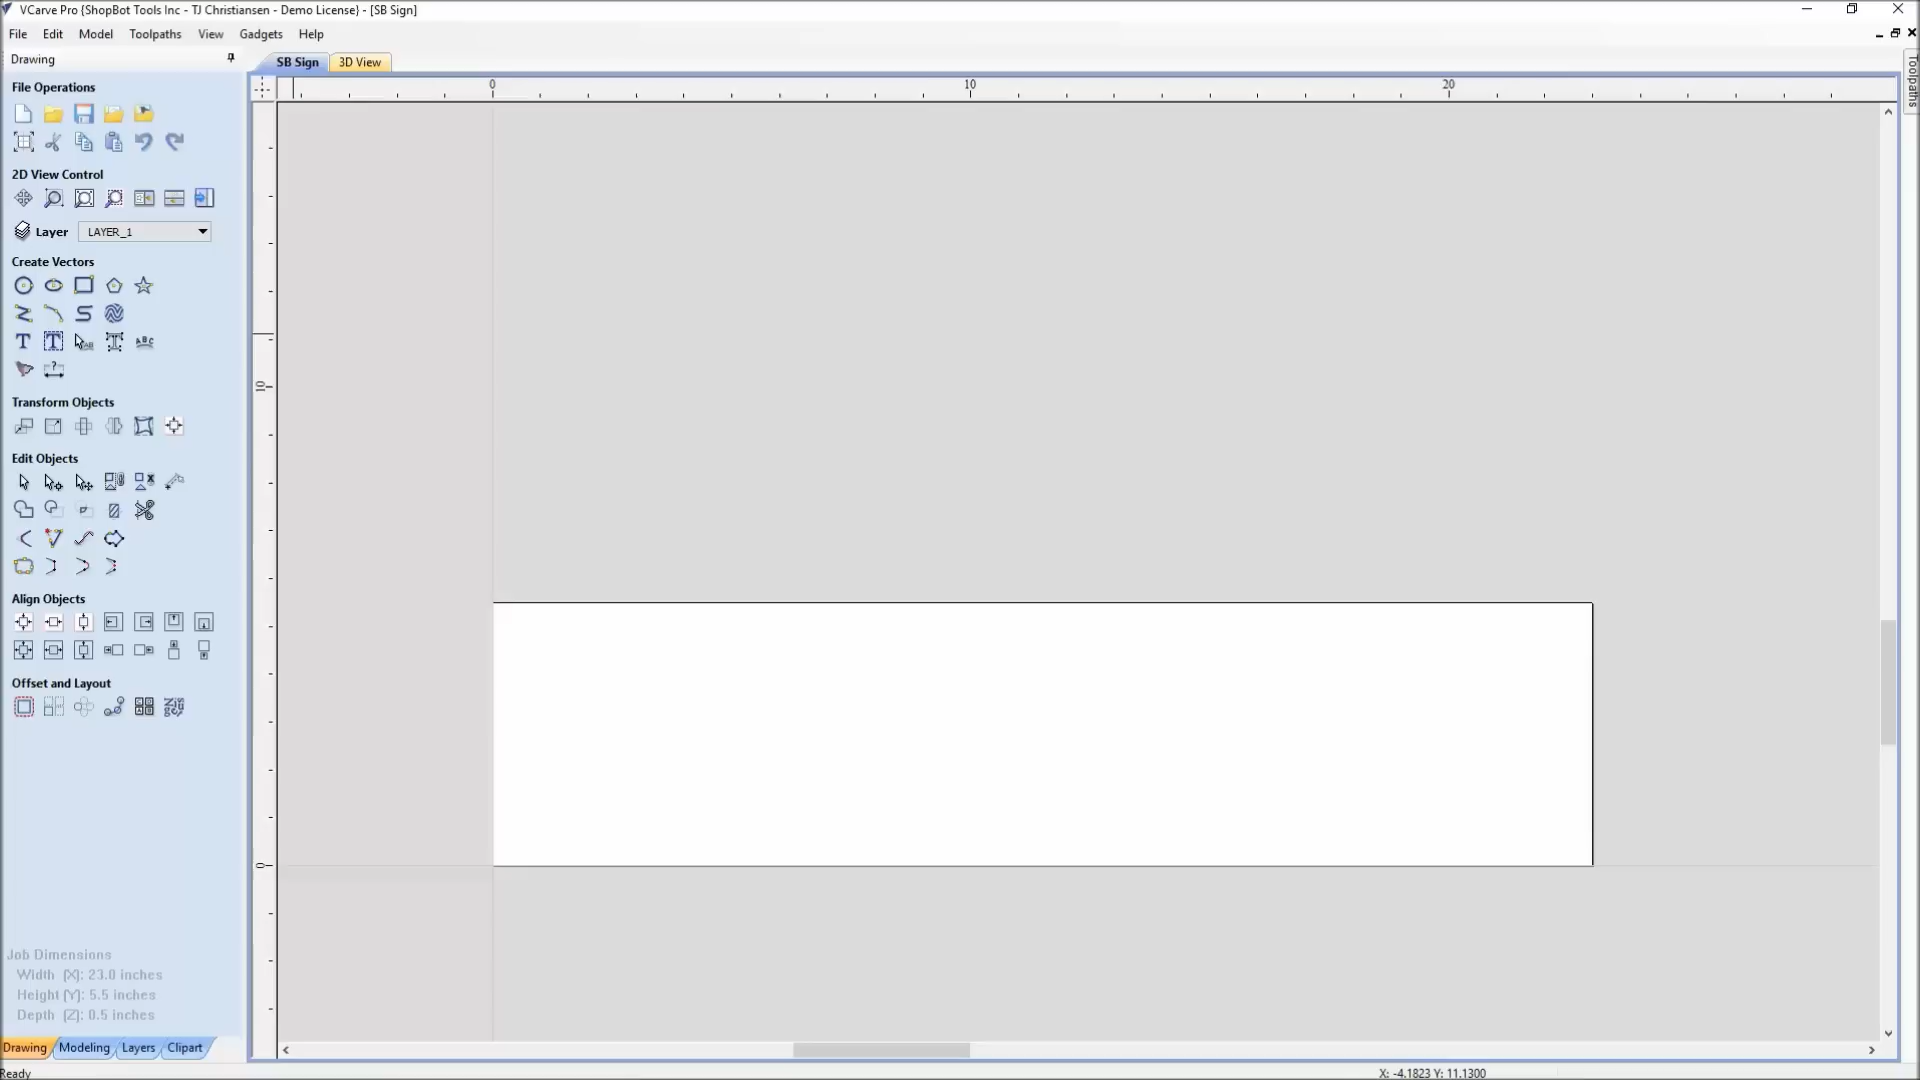 VCarve Pro {ShopBot Tools Inc - TJ Christiansen - Demo License} - [SB Sign]
File Edit Model Toolpaths View Gadgets Help
Drawing
SB Sign 3D View
Toolpaths
0 10 20
File Operations
2D View Control
Layer LAYER_1
Create Vectors
Transform Objects
10
Edit Objects
Align Objects
Offset and Layout
0
Job Dimensions
Width (X): 23.0 inches
Height (Y): 5.5 inches
Depth (Z): 0.5 inches
Drawing Modeling Layers Clipart
Ready
X: -4.1823 Y: 11.1300